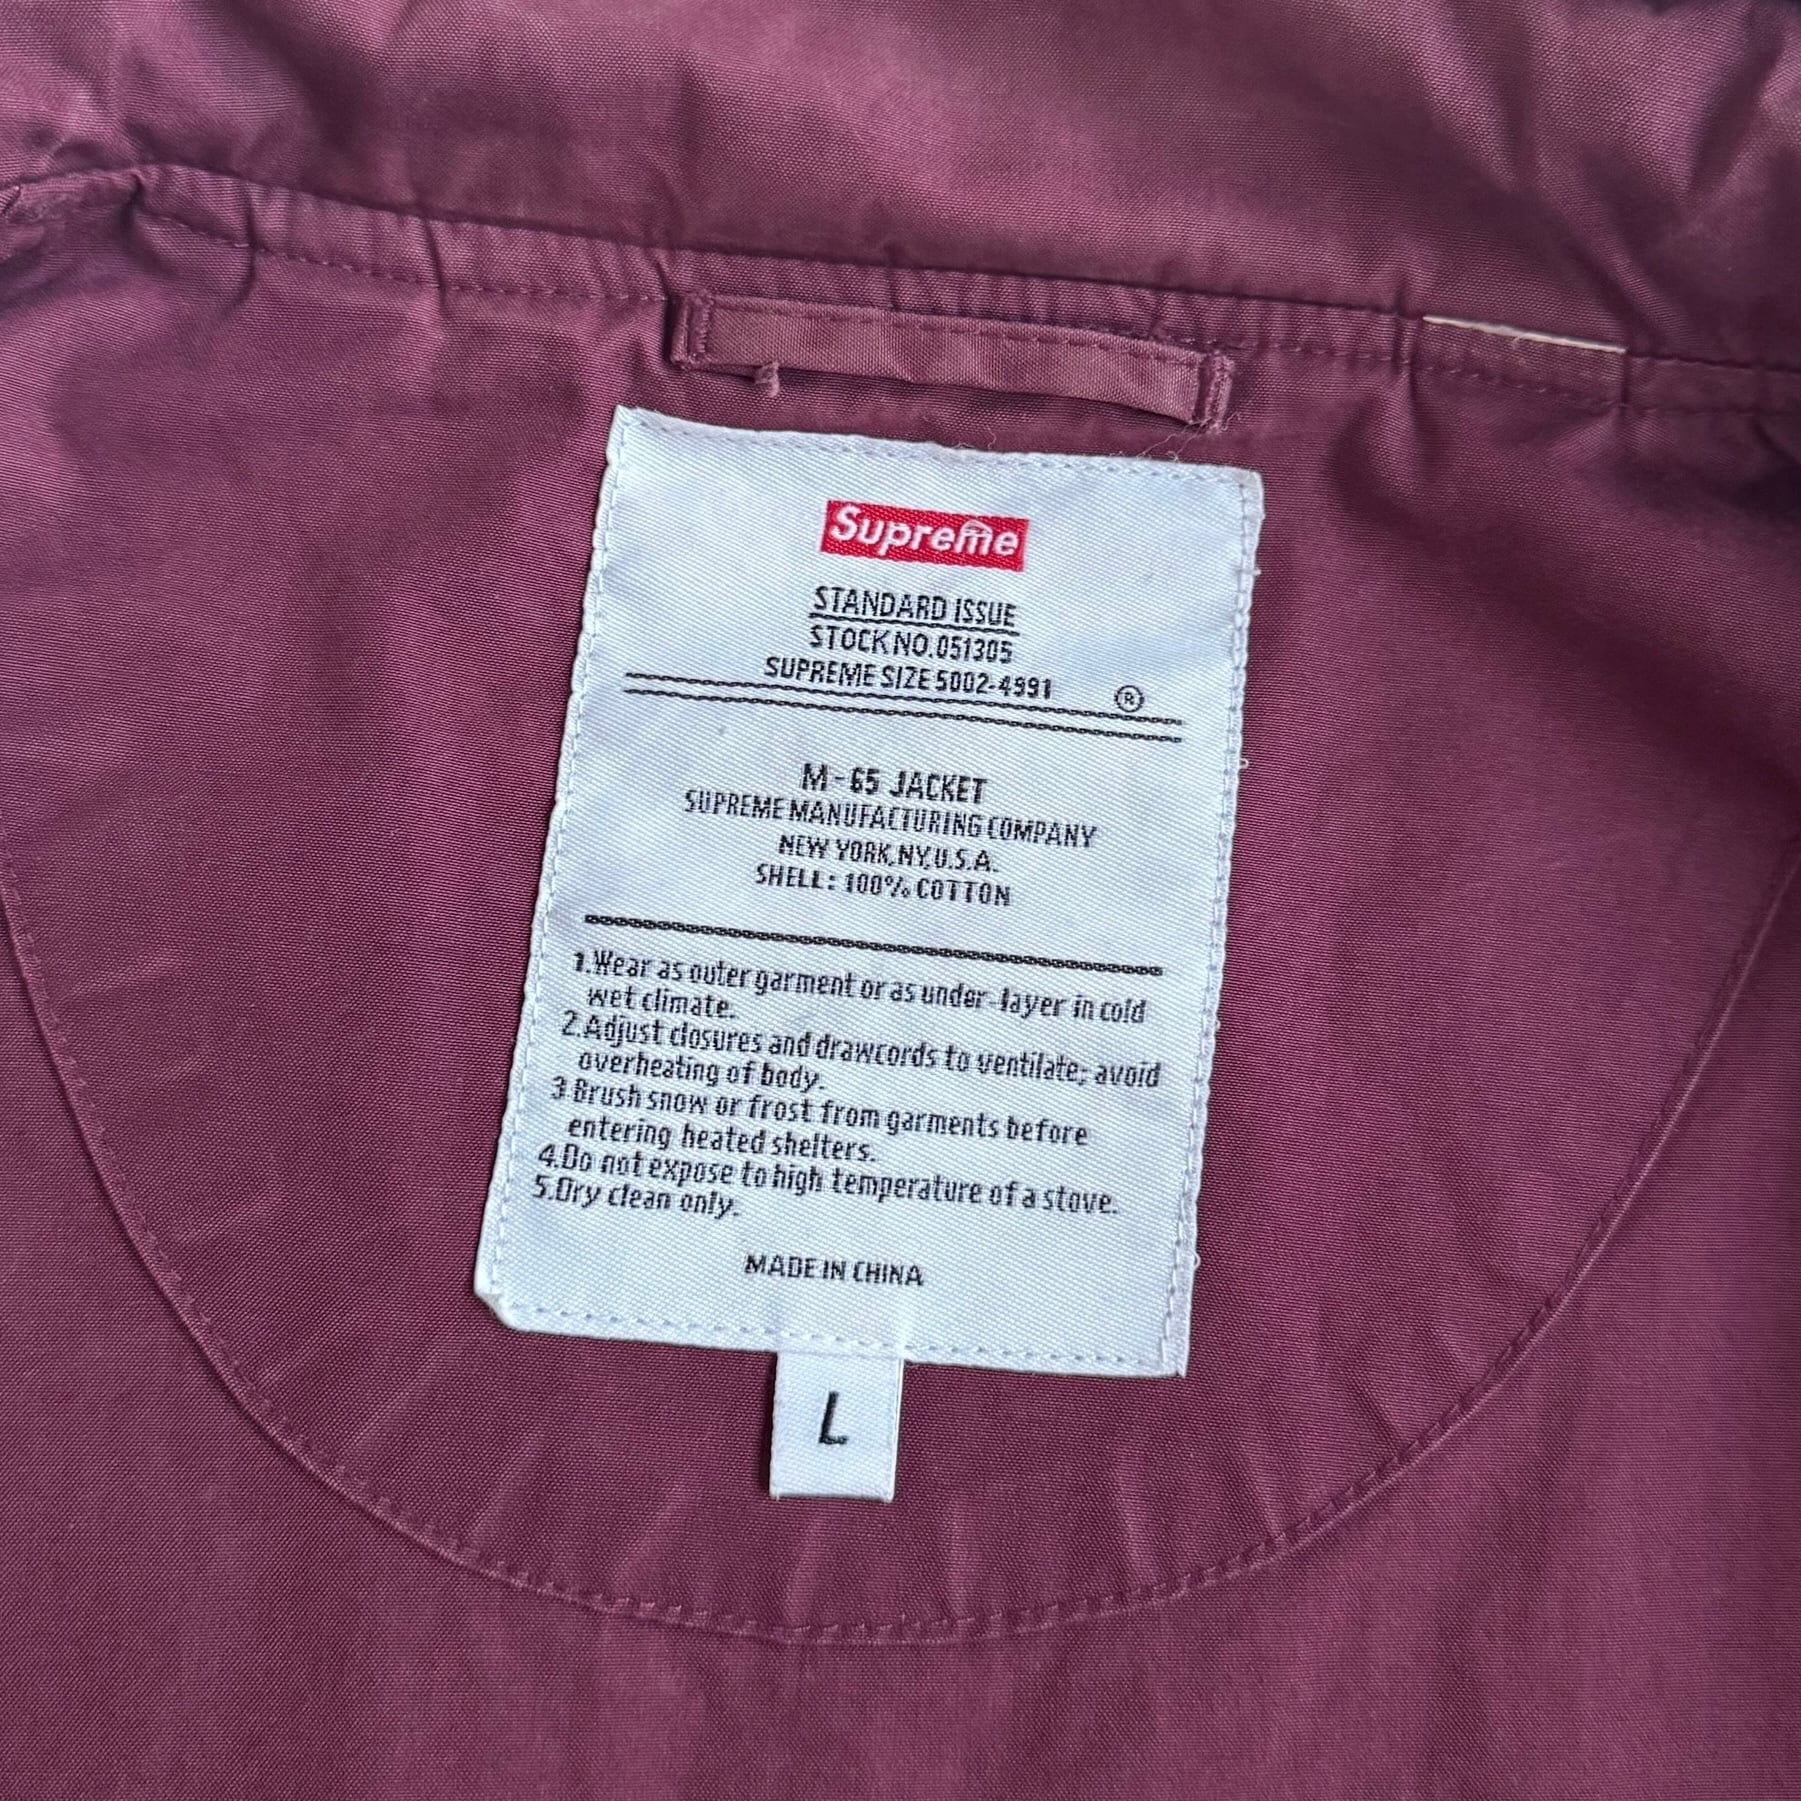 Supreme
STANDARD ISSUE
STOCK NO.051305
SUPREME SIZE 5002-4991 ®
M-65 JACKET
SUPREME MANUFACTURING COMPANY
NEW YORK,NY,U.S.A.
SHELL: 100% COTTON
1.Wear as outer garment or as under-layer in cold
wet climate.
2.Adjust closures and drawcords to ventilate; avoid
overheating of body.
3.Brush snow or frost from garments before
entering heated shelters.
4.Do not expose to high temperature of a stove.
5.Dry clean only.
MADE IN CHINA
L